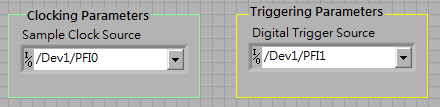 Clocking Parameters
Sample Clock Source
I/O /Dev1/PFI0
Triggering Parameters
Digital Trigger Source
I/O /Dev1/PFI1